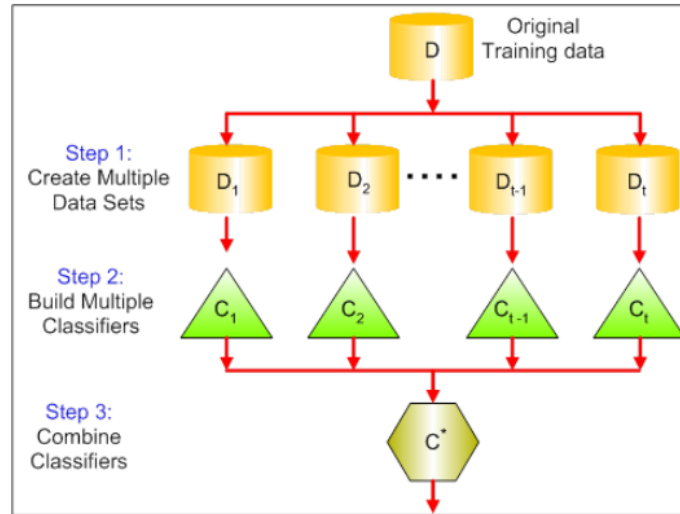 D
Original
Training data
Step 1:
Create Multiple
Data Sets
D₁
D₂
....
Dₜ₋₁
Dₜ
Step 2:
Build Multiple
Classifiers
C₁
C₂
Cₜ₋₁
Cₜ
Step 3:
Combine
Classifiers
C*